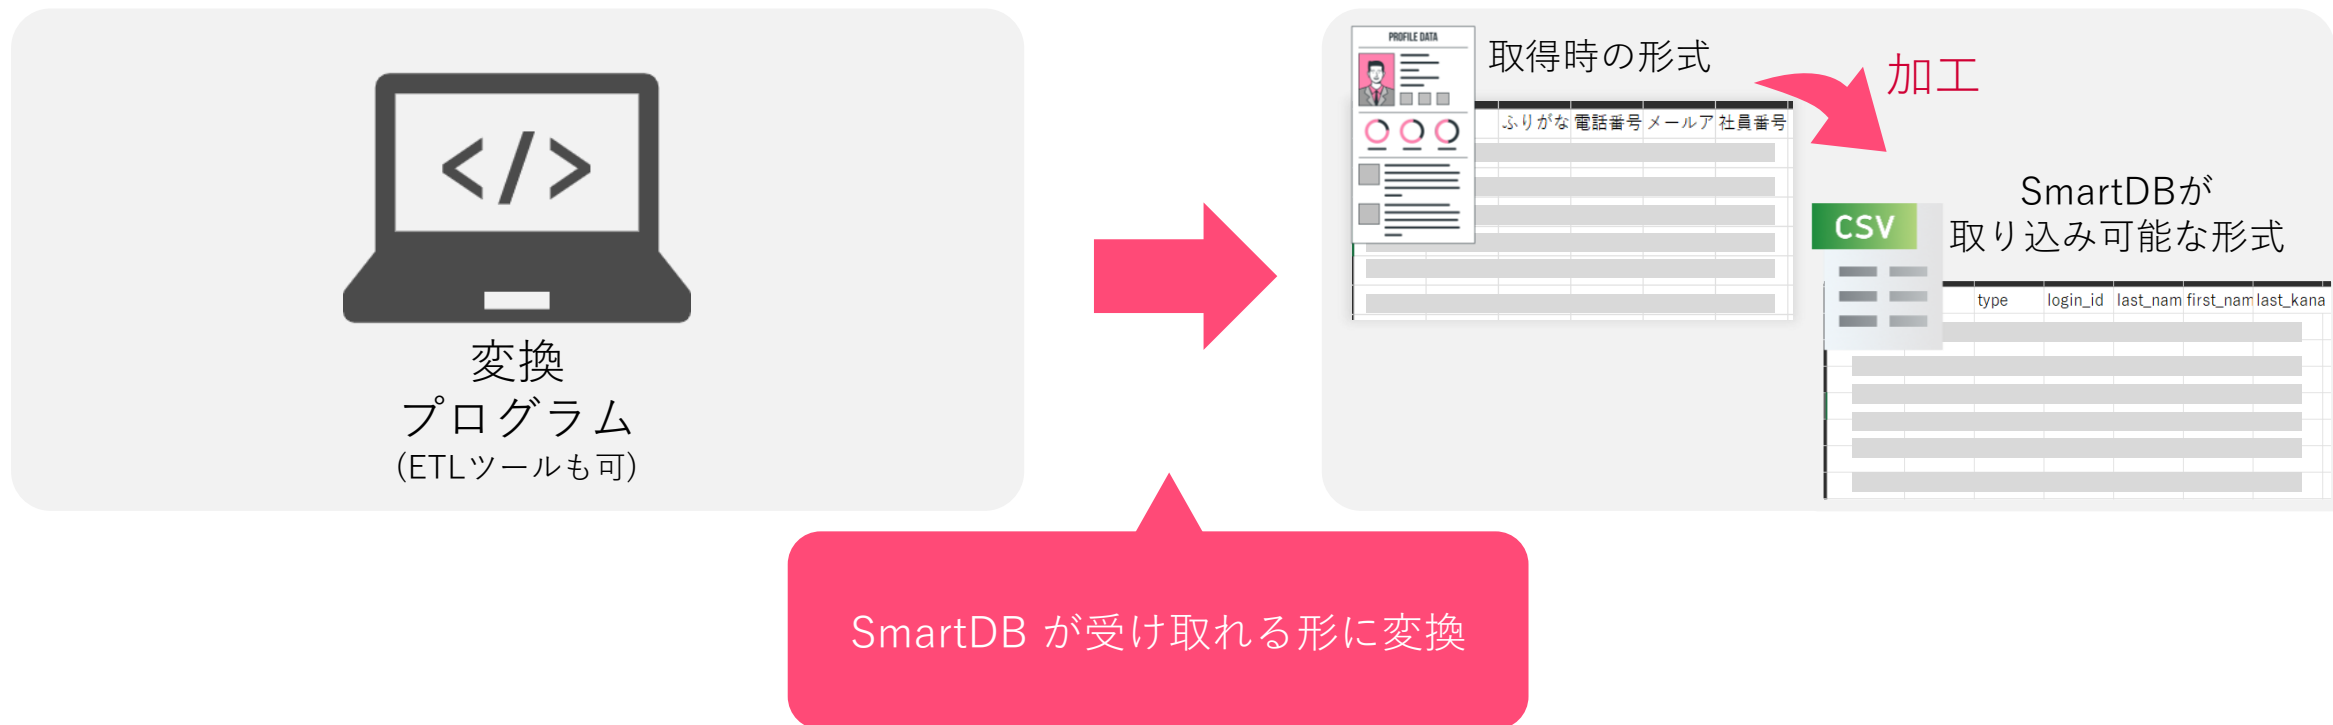 </>
変換
プログラム
(ETLツールも可)
PROFILE DATA
取得時の形式
加工
ふりがな 電話番号 メールア 社員番号
SmartDBが
取り込み可能な形式
CSV
type login_id last_nam first_nam last_kana
SmartDB が受け取れる形に変換